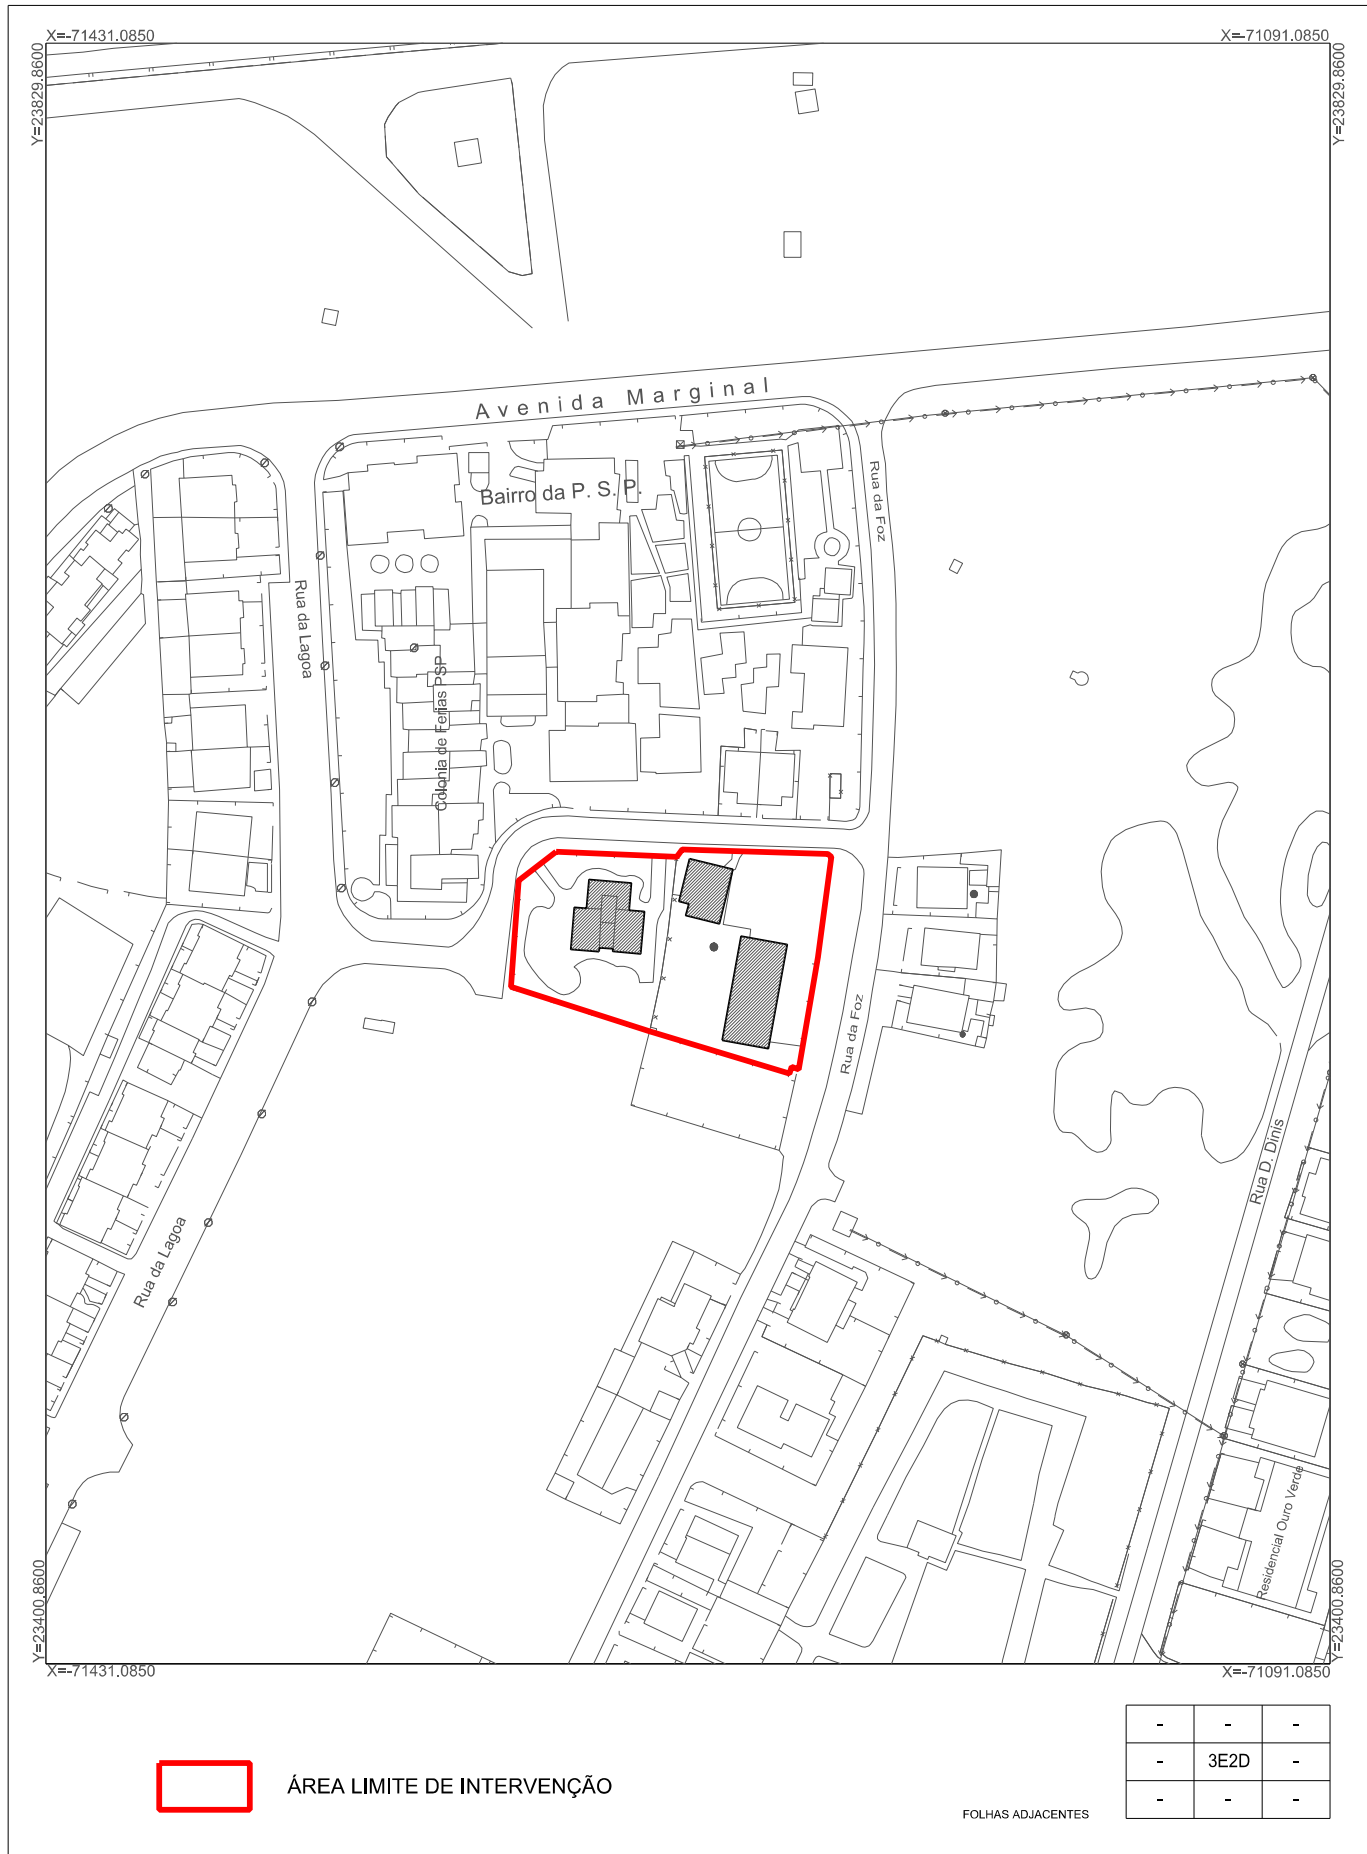 X=-71431.0850
X=-71091.0850
Y=23829.8600
Y=23829.8600
Avenida Marginal
Bairro da P. S. P.
Rua da Foz
Rua da Lagoa
Colonia de Ferias PSP
Rua da Foz
Rua D. Dinis
Rua da Lagoa
Residencial Ouro Verde
Y=23400.8600
Y=23400.8600
X=-71431.0850
X=-71091.0850
- - -
- 3E2D -
- - -
ÁREA LIMITE DE INTERVENÇÃO
FOLHAS ADJACENTES